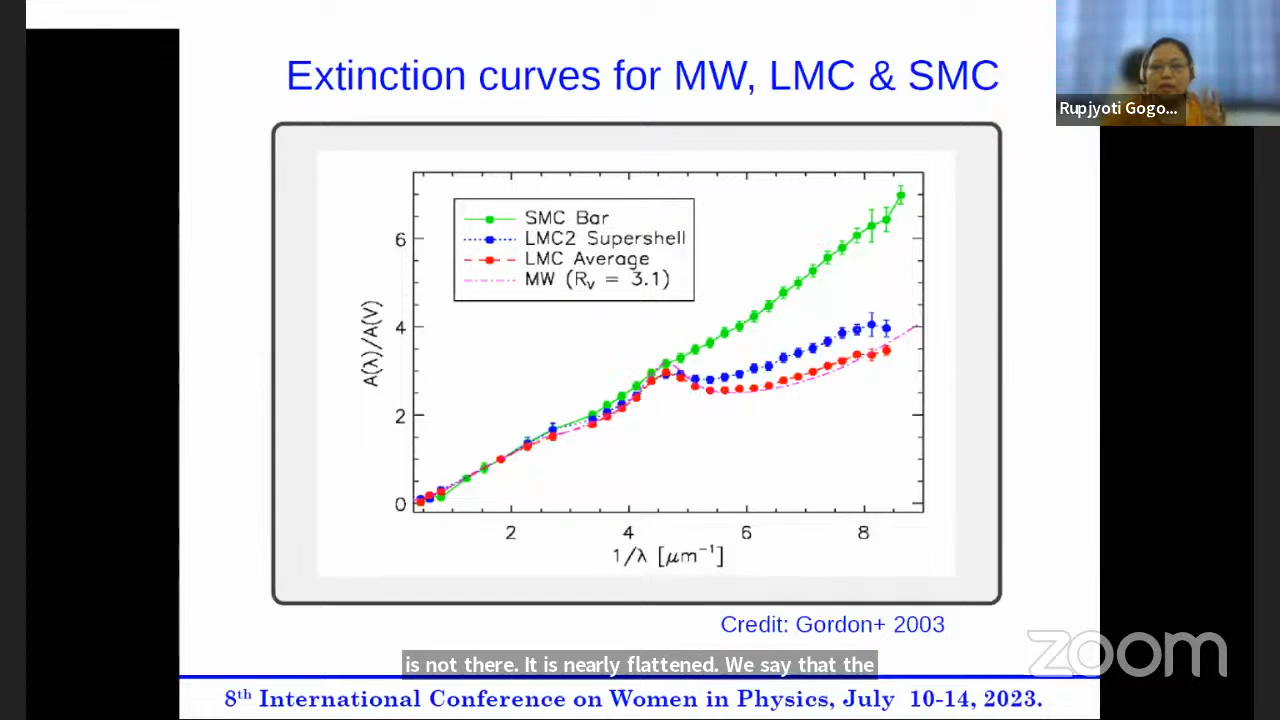 Extinction curves for MW, LMC & SMC
Rupjyoti Gogo...
SMC Bar
LMC2 Supershell
LMC Average
MW (Rᵥ = 3.1)
A(λ)/A(V)
6
4
2
0
2 4 6 8
1/λ [μm⁻¹]
Credit: Gordon+ 2003
zoom
is not there. It is nearly flattened. We say that the
8ᵗʰ International Conference on Women in Physics, July 10-14, 2023.